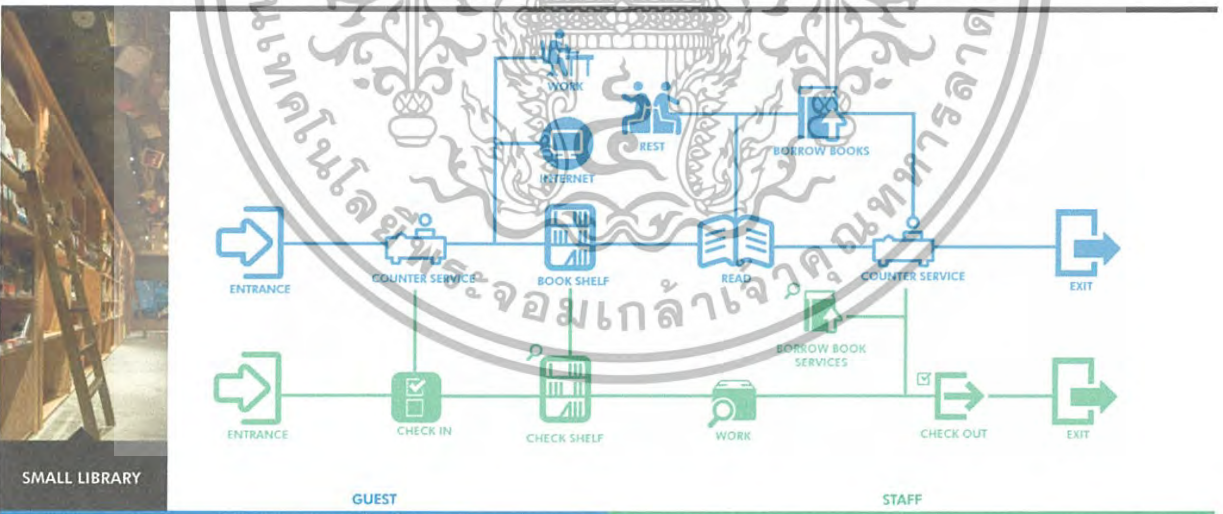 WORK
REST
BORROW BOOKS
INTERNET
ENTRANCE
COUNTER SERVICE
BOOK SHELF
READ
COUNTER SERVICE
EXIT
BORROW BOOK
SERVICES
ENTRANCE
CHECK IN
CHECK SHELF
WORK
CHECK OUT
EXIT
SMALL LIBRARY
GUEST
STAFF